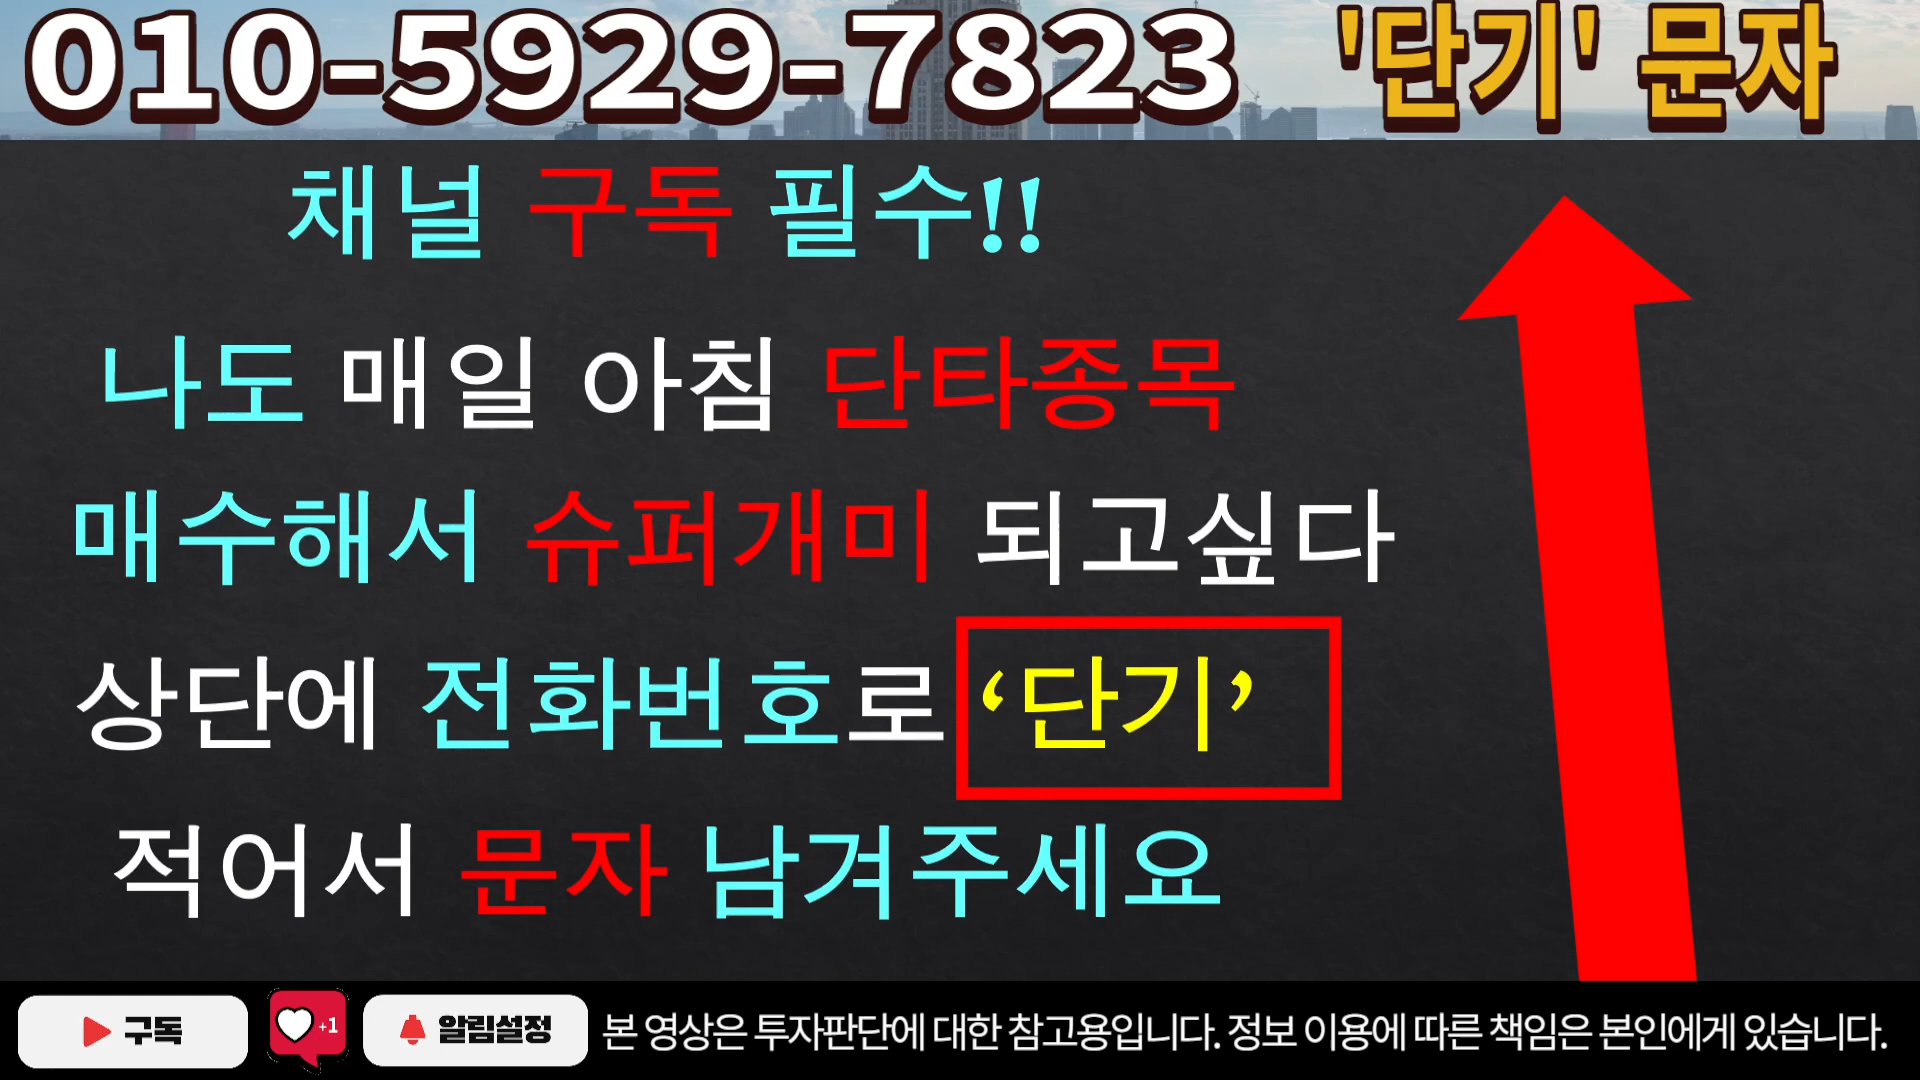 010-5929-7823 '단기' 문자
채널 구독 필수!!
나도 매일 아침 단타종목
매수해서 슈퍼개미 되고싶다
상단에 전화번호로 ‘단기’
적어서 문자 남겨주세요
구독 +1 알림설정 본 영상은 투자판단에 대한 참고용입니다. 정보 이용에 따른 책임은 본인에게 있습니다.